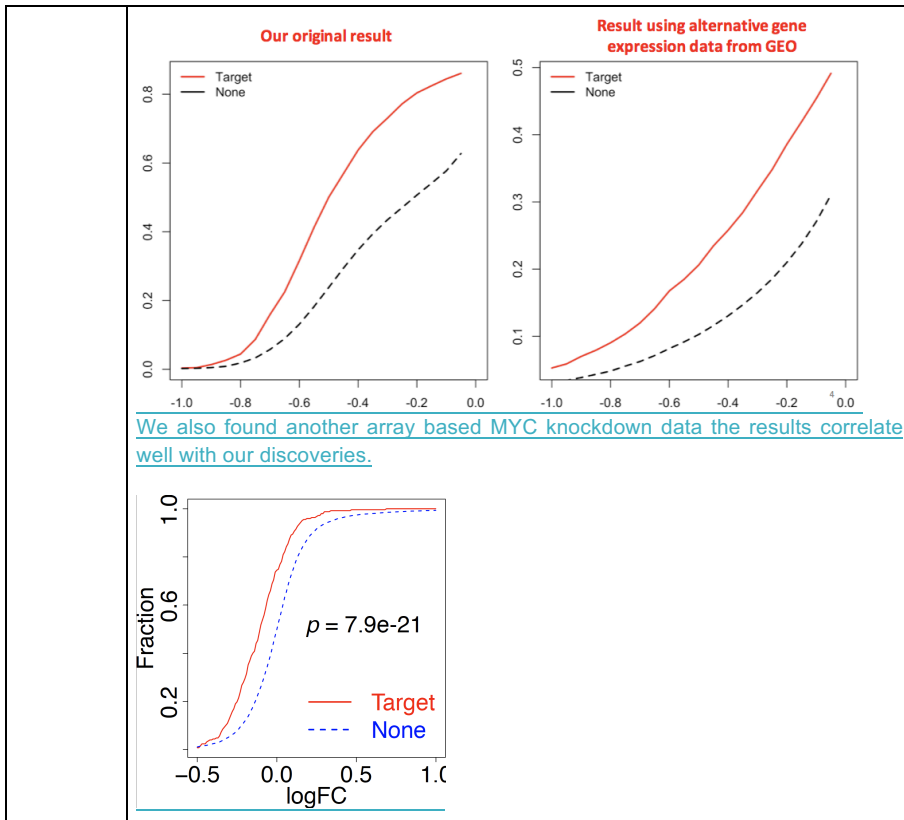 Our original result
Result using alternative gene
expression data from GEO
Target
None
0.8
0.6
0.4
0.2
0.0
-1.0 -0.8 -0.6 -0.4 -0.2 0.0
Target
None
0.5
0.4
0.3
0.2
0.1
-1.0 -0.8 -0.6 -0.4 -0.2 0.0
4
We also found another array based MYC knockdown data the results correlate
well with our discoveries.
Fraction
1.0
0.6
0.2
p = 7.9e-21
Target
None
−0.5 0.0 0.5 1.0
logFC